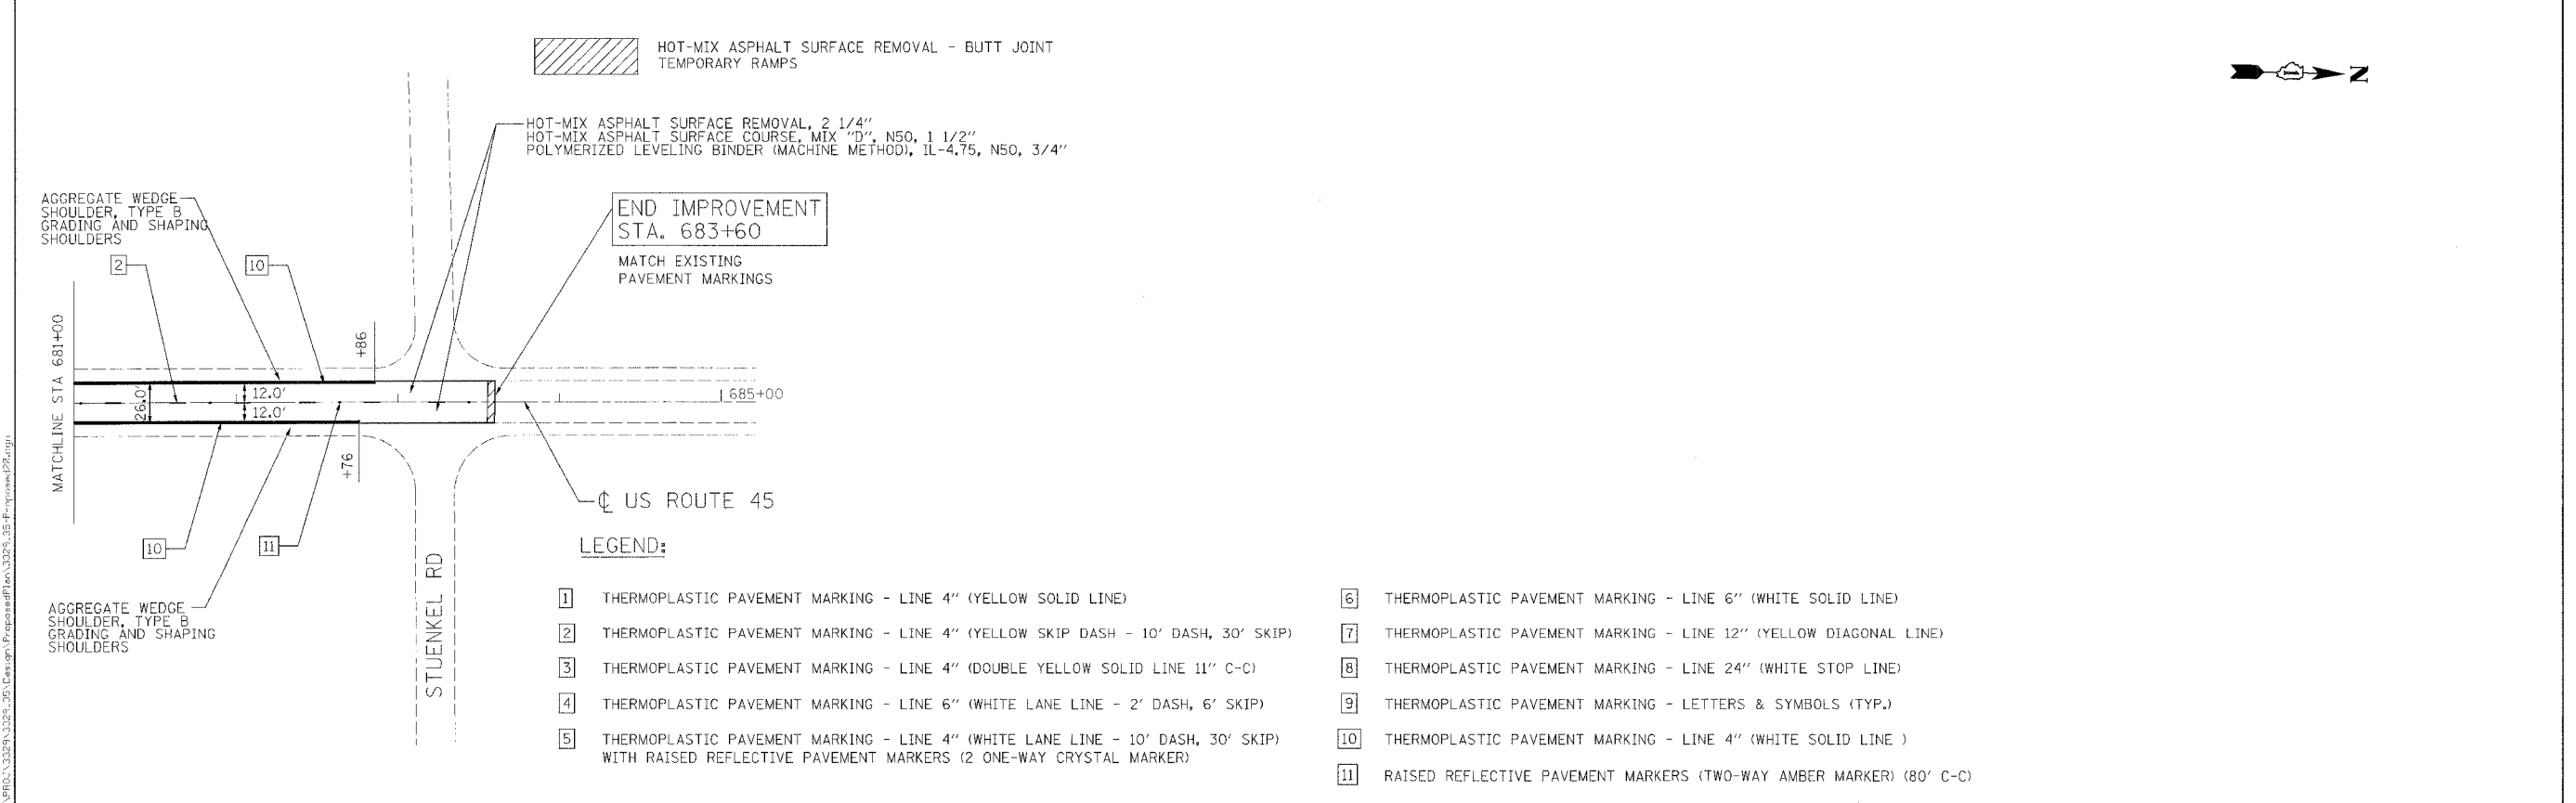 HOT-MIX ASPHALT SURFACE REMOVAL - BUTT JOINT
TEMPORARY RAMPS
N
HOT-MIX ASPHALT SURFACE REMOVAL, 2 1/4"
HOT-MIX ASPHALT SURFACE COURSE, MIX "D", N50, 1 1/2"
POLYMERIZED LEVELING BINDER (MACHINE METHOD), IL-4.75, N50, 3/4"
AGGREGATE WEDGE
SHOULDER, TYPE B
GRADING AND SHAPING
SHOULDERS
END IMPROVEMENT
STA. 683+60
MATCH EXISTING
PAVEMENT MARKINGS
2
10
MATCHLINE STA 681+00
+86
26.0'
12.0'
12.0'
685+00
+76
℄ US ROUTE 45
10
11
STUENKEL RD
AGGREGATE WEDGE
SHOULDER, TYPE B
GRADING AND SHAPING
SHOULDERS
LEGEND:
1 THERMOPLASTIC PAVEMENT MARKING - LINE 4" (YELLOW SOLID LINE)
2 THERMOPLASTIC PAVEMENT MARKING - LINE 4" (YELLOW SKIP DASH - 10' DASH, 30' SKIP)
3 THERMOPLASTIC PAVEMENT MARKING - LINE 4" (DOUBLE YELLOW SOLID LINE 11" C-C)
4 THERMOPLASTIC PAVEMENT MARKING - LINE 6" (WHITE LANE LINE - 2' DASH, 6' SKIP)
5 THERMOPLASTIC PAVEMENT MARKING - LINE 4" (WHITE LANE LINE - 10' DASH, 30' SKIP)
WITH RAISED REFLECTIVE PAVEMENT MARKERS (2 ONE-WAY CRYSTAL MARKER)
6 THERMOPLASTIC PAVEMENT MARKING - LINE 6" (WHITE SOLID LINE)
7 THERMOPLASTIC PAVEMENT MARKING - LINE 12" (YELLOW DIAGONAL LINE)
8 THERMOPLASTIC PAVEMENT MARKING - LINE 24" (WHITE STOP LINE)
9 THERMOPLASTIC PAVEMENT MARKING - LETTERS & SYMBOLS (TYP.)
10 THERMOPLASTIC PAVEMENT MARKING - LINE 4" (WHITE SOLID LINE )
11 RAISED REFLECTIVE PAVEMENT MARKERS (TWO-WAY AMBER MARKER) (80' C-C)